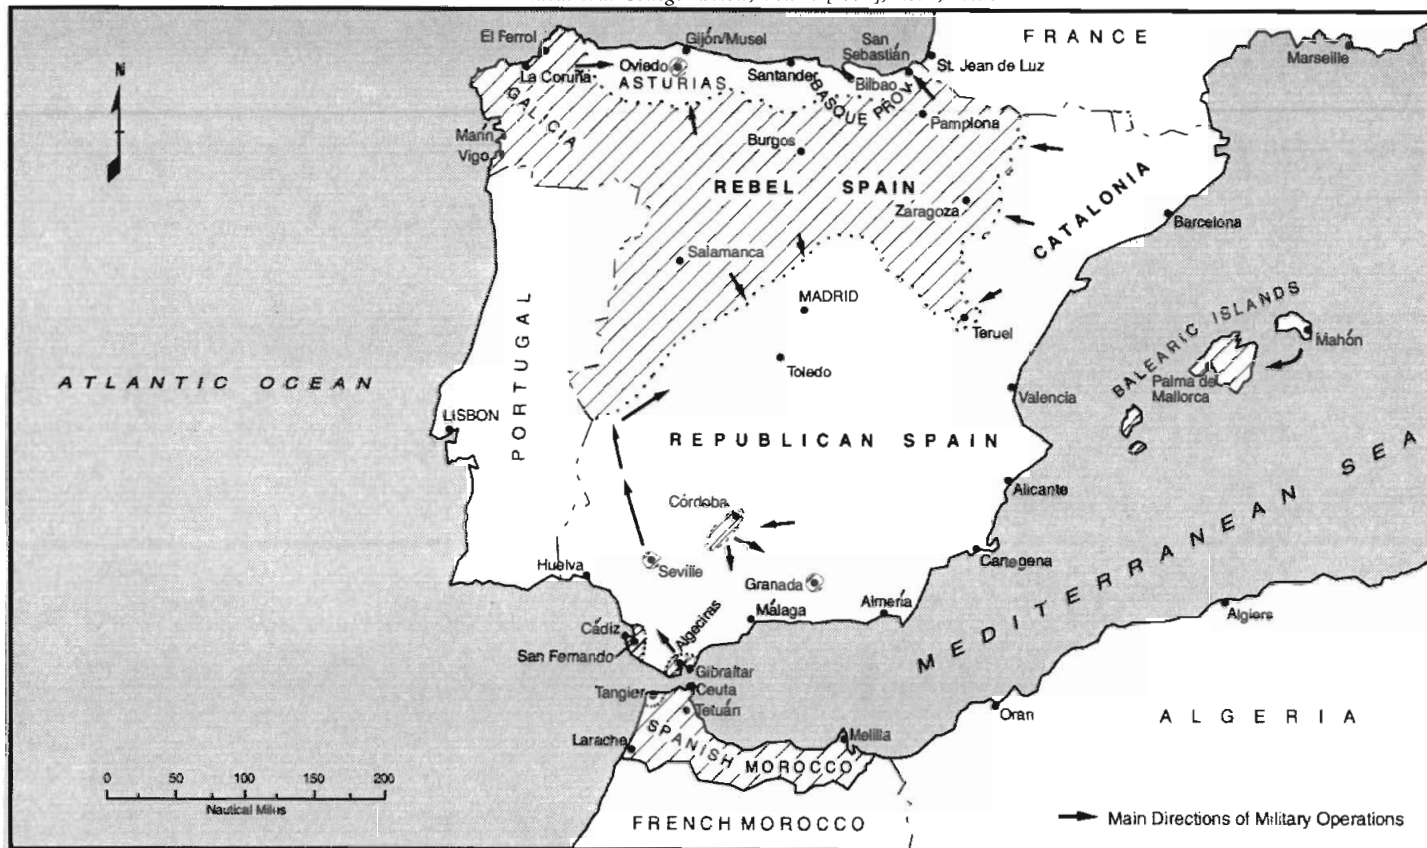 FRANCE
El Ferrol
Gijón/Musel
San
Sebastián
St. Jean de Luz
Marseille
N
La Coruña
Oviedo
Santander
Bilbao
ASTURIAS
BASQUE PROV.
GALICIA
Pamplona
Marín
Vigo
Burgos
REBEL SPAIN
Zaragoza
CATALONIA
Barcelona
Salamanca
MADRID
Teruel
BALEARIC ISLANDS
Mahón
Toledo
Palma de
Mallorca
ATLANTIC OCEAN
PORTUGAL
Valencia
LISBON
REPUBLICAN SPAIN
Alicante
MEDITERRANEAN SEA
Córdoba
Cartegena
Huelva
Seville
Granada
Málaga
Almería
Algiers
Cádiz
Algeciras
San Fernando
Gibraltar
Tangier
Ceuta
Tetuán
Oran
ALGERIA
Larache
SPANISH MOROCCO
Melilla
0 50 100 150 200
Nautical Miles
FRENCH MOROCCO
Main Directions of Military Operations